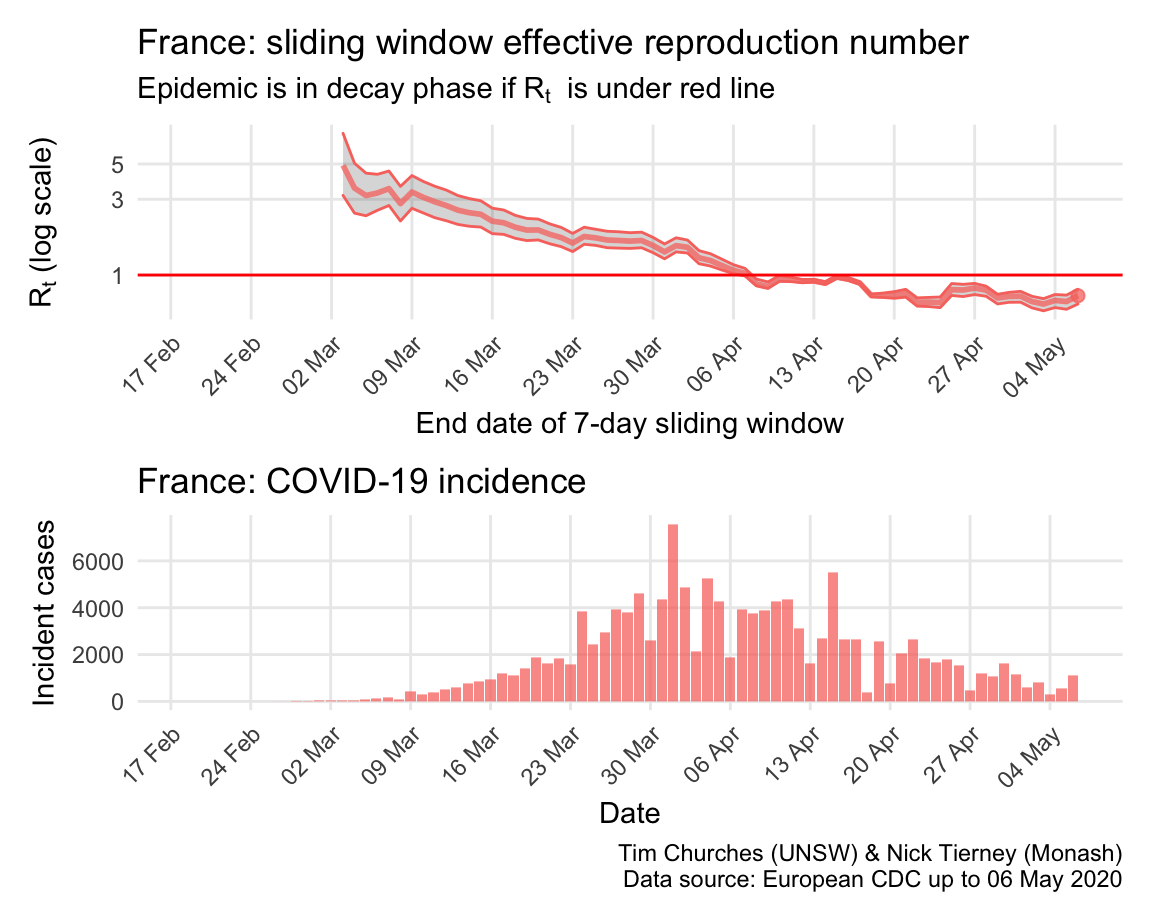 France: sliding window effective reproduction number
Epidemic is in decay phase if Rt is under red line
Rt (log scale)
5
3
1
17 Feb
24 Feb
02 Mar
09 Mar
16 Mar
23 Mar
30 Mar
06 Apr
13 Apr
20 Apr
27 Apr
04 May
End date of 7-day sliding window
France: COVID-19 incidence
Incident cases
6000
4000
2000
0
17 Feb
24 Feb
02 Mar
09 Mar
16 Mar
23 Mar
30 Mar
06 Apr
13 Apr
20 Apr
27 Apr
04 May
Date
Tim Churches (UNSW) & Nick Tierney (Monash)
Data source: European CDC up to 06 May 2020